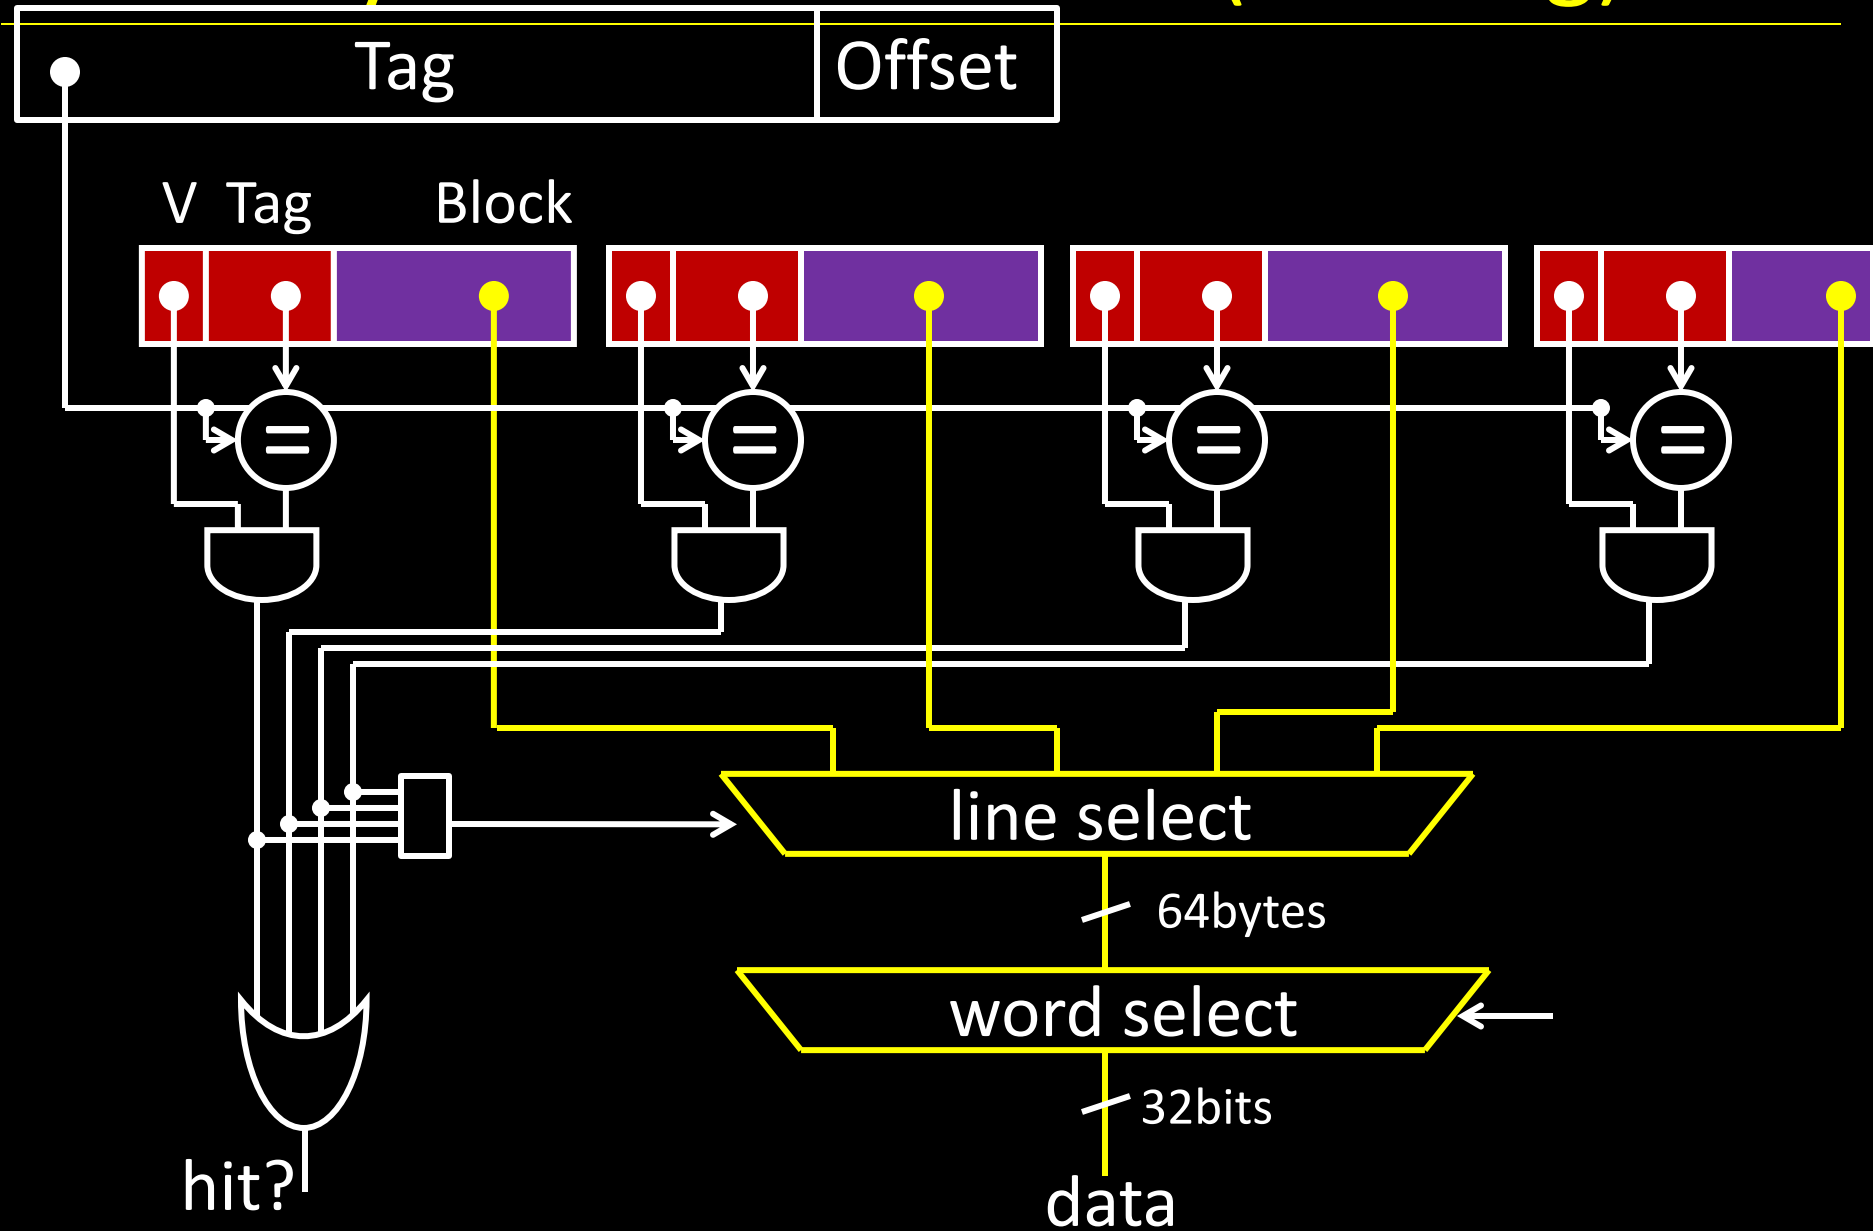 Tag Offset
V Tag Block
= = = =
line select
64bytes
word select
32bits
hit?
data